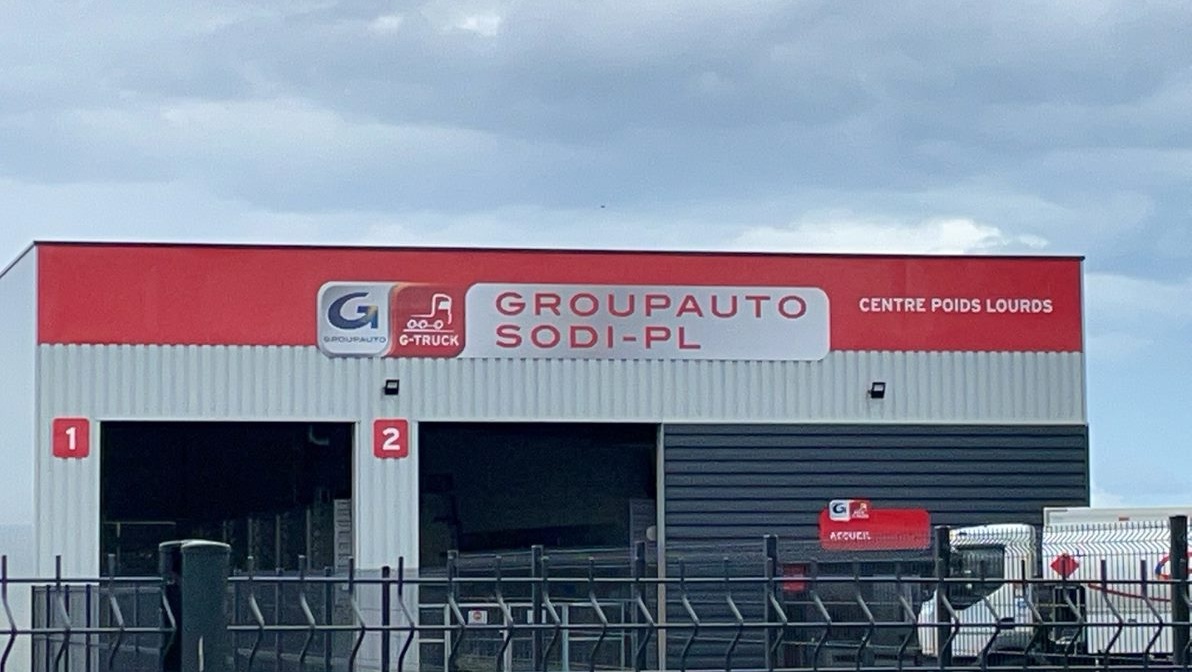 GROUPAUTO
G-TRUCK
GROUPAUTO
SODI-PL
CENTRE POIDS LOURDS
1
2
ACCUEIL